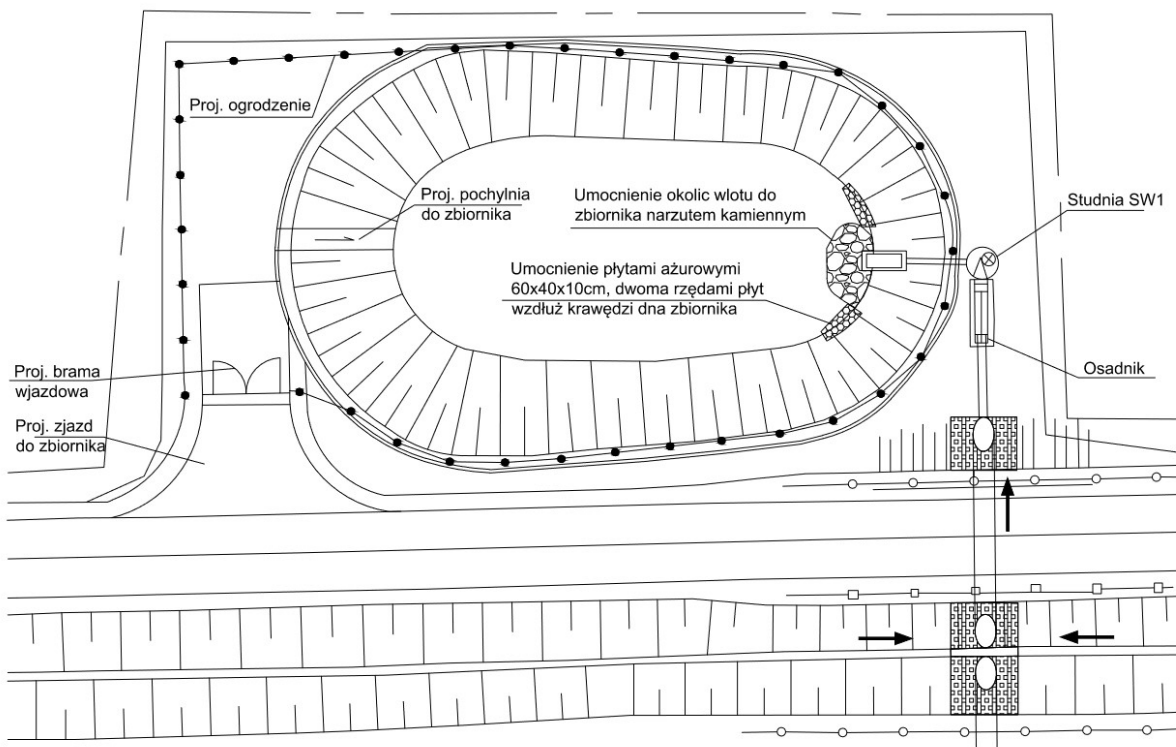 Proj. ogrodzenie
Proj. pochylnia
do zbiornika
Umocnienie okolic wlotu do
zbiornika narzutem kamiennym
Studnia SW1
Umocnienie płytami ażurowymi
60x40x10cm, dwoma rzędami płyt
wzdłuż krawędzi dna zbiornika
Proj. brama
wjazdowa
Osadnik
Proj. zjazd
do zbiornika